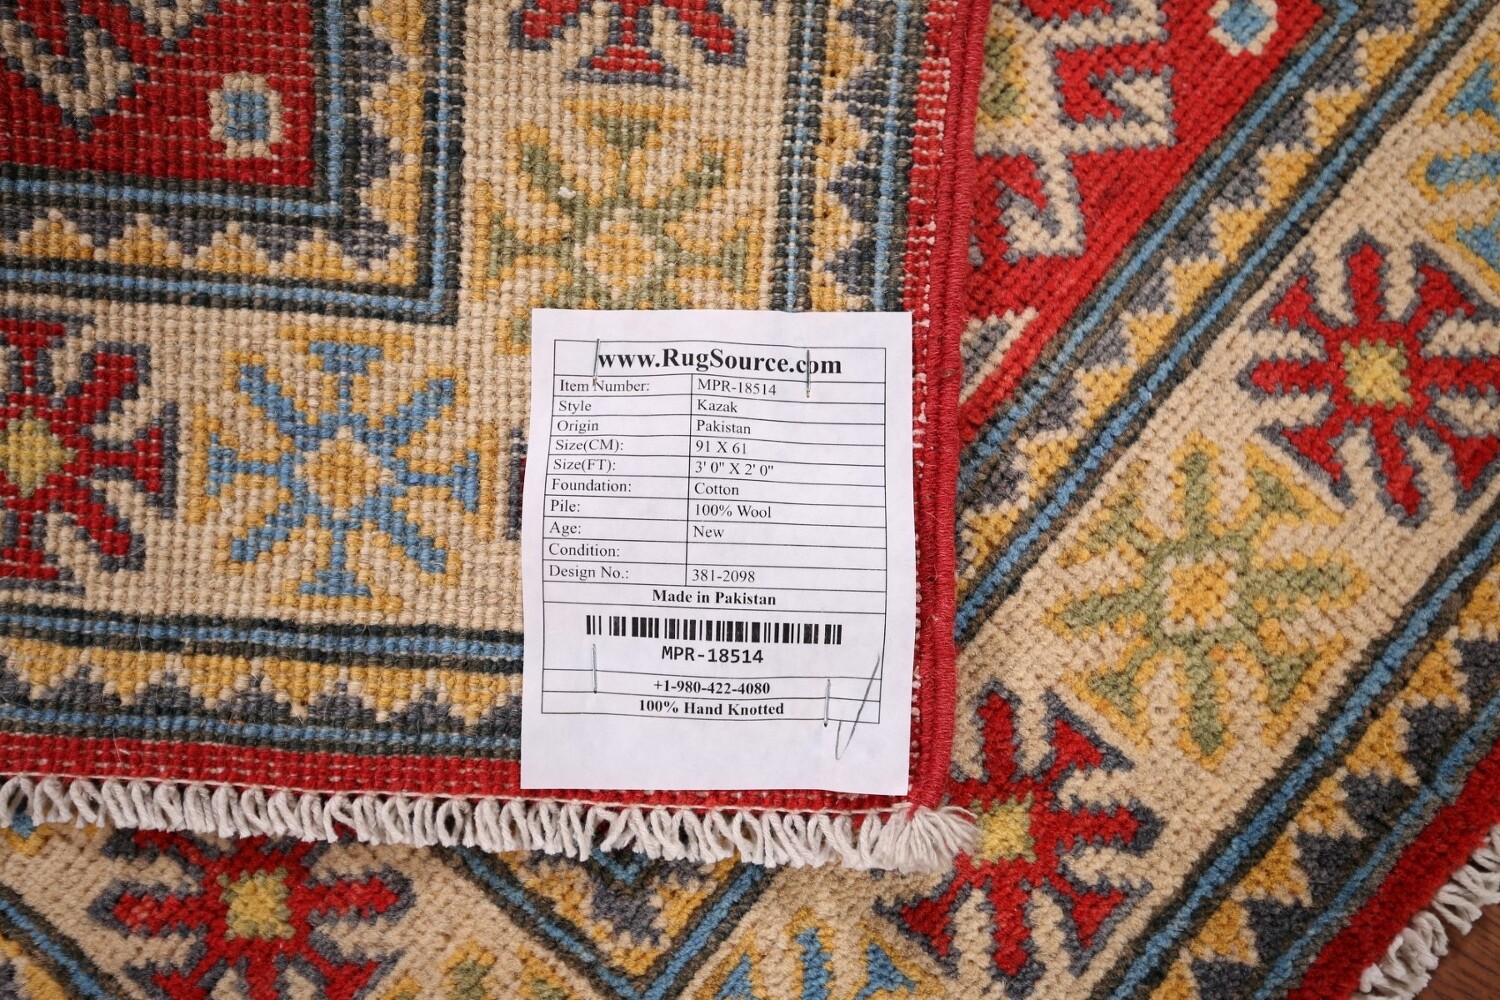 www.RugSource.com
Item Number: MPR-18514
Style Kazak
Origin Pakistan
Size(CM): 91 X 61
Size(FT): 3' 0" X 2' 0"
Foundation: Cotton
Pile: 100% Wool
Age: New
Condition:
Design No.: 381-2098
Made in Pakistan
MPR-18514
+1-980-422-4080
100% Hand Knotted